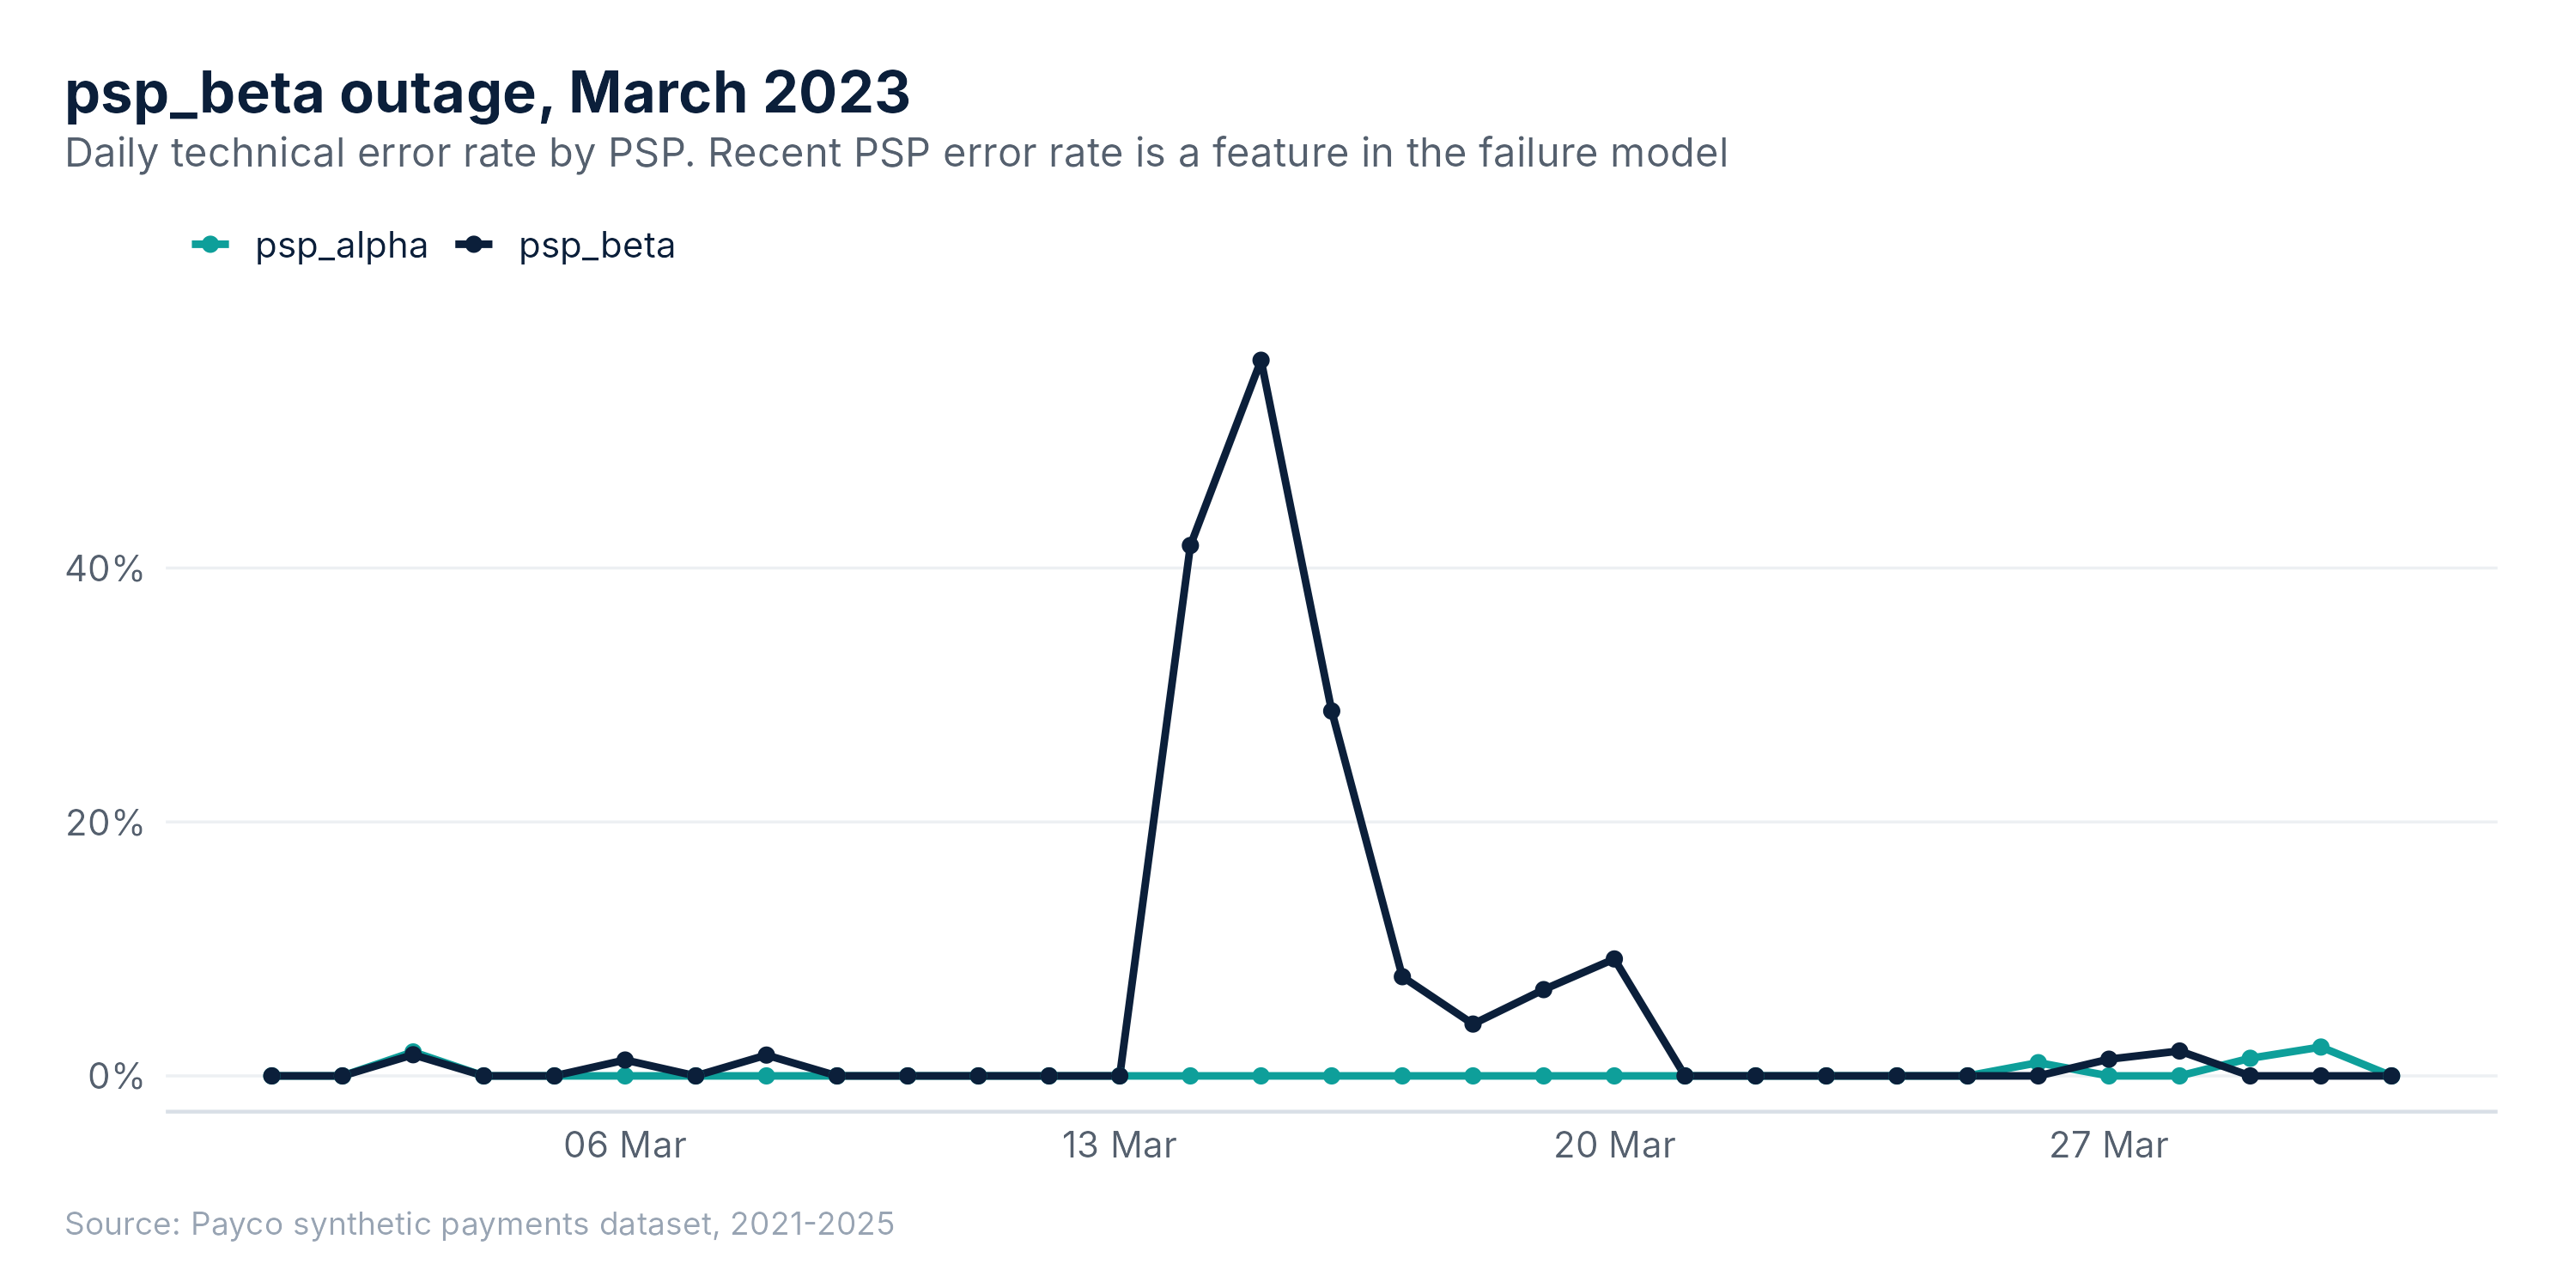 psp_beta outage, March 2023
Daily technical error rate by PSP. Recent PSP error rate is a feature in the failure model
psp_alpha psp_beta
40%
20%
0%
06 Mar 13 Mar 20 Mar 27 Mar
Source: Payco synthetic payments dataset, 2021-2025